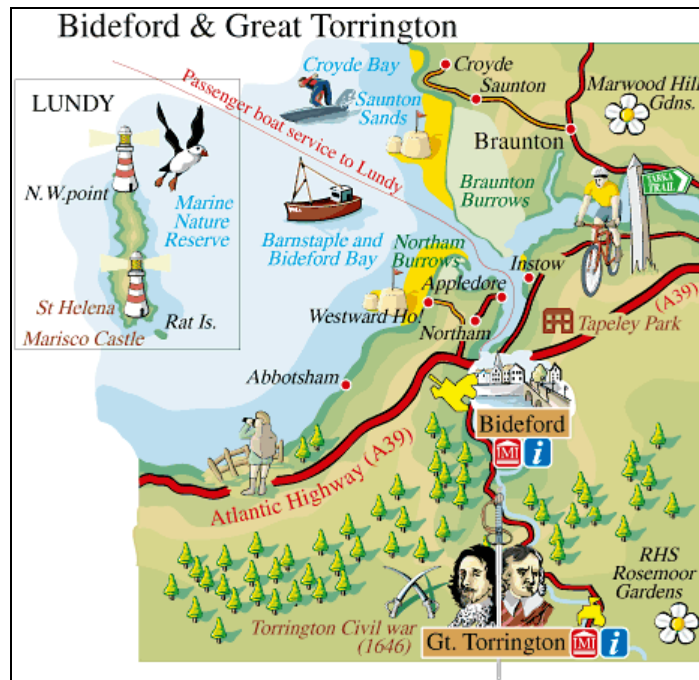 Bideford & Great Torrington
Croyde Bay
Croyde
Saunton
Marwood Hill
Gdns.
LUNDY
Passenger boat service to Lundy
Saunton
Sands
Braunton
TARKA
TRAIL
N.W.point
Marine
Nature
Reserve
Braunton
Burrows
Barnstaple and
Bideford Bay
Northam
Burrows
Instow
Appledore
(A39)
St Helena
Rat Is.
Marisco Castle
Westward Ho!
Northam
Tapeley Park
Abbotsham
Bideford
M
i
Atlantic Highway (A39)
RHS
Rosemoor
Gardens
Torrington Civil war
(1646)
Gt. Torrington
M
i